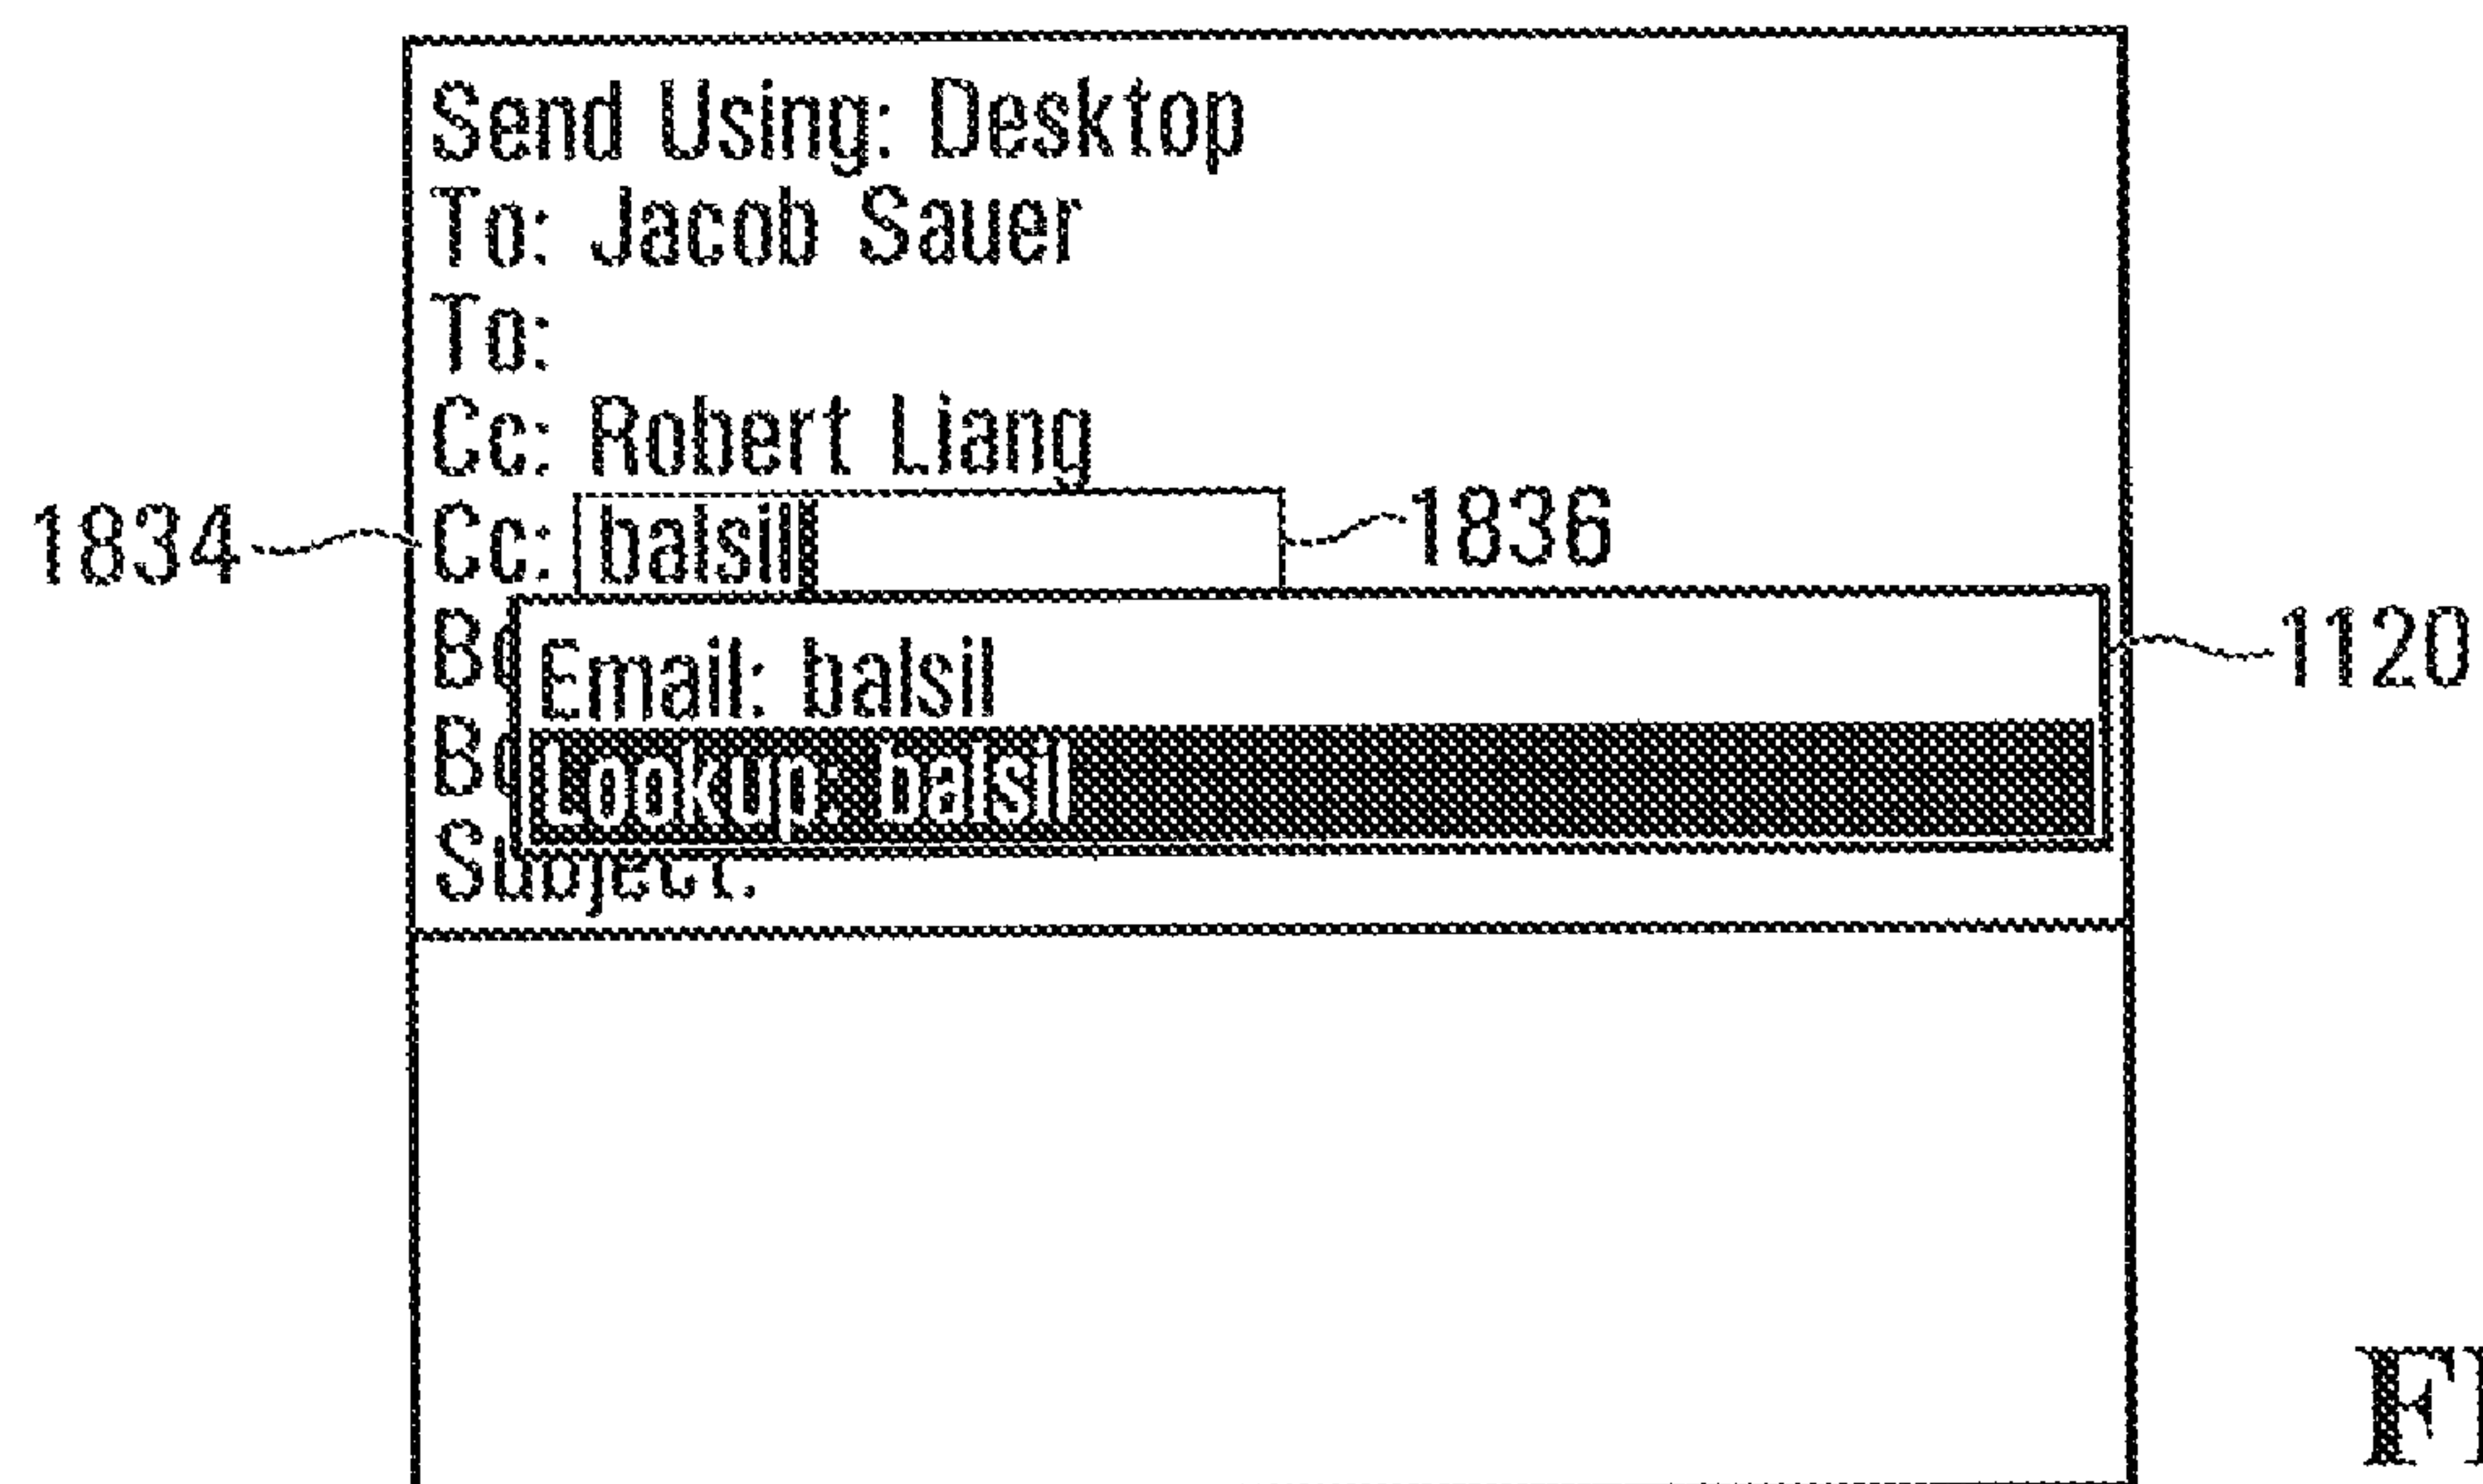 Send Using: Desktop
To: Jacob Sauer
To:
Cc: Robert Liang
1834 Cc: balsil 1836
Email: balsil 1120
Lookup: balsil
Subject: